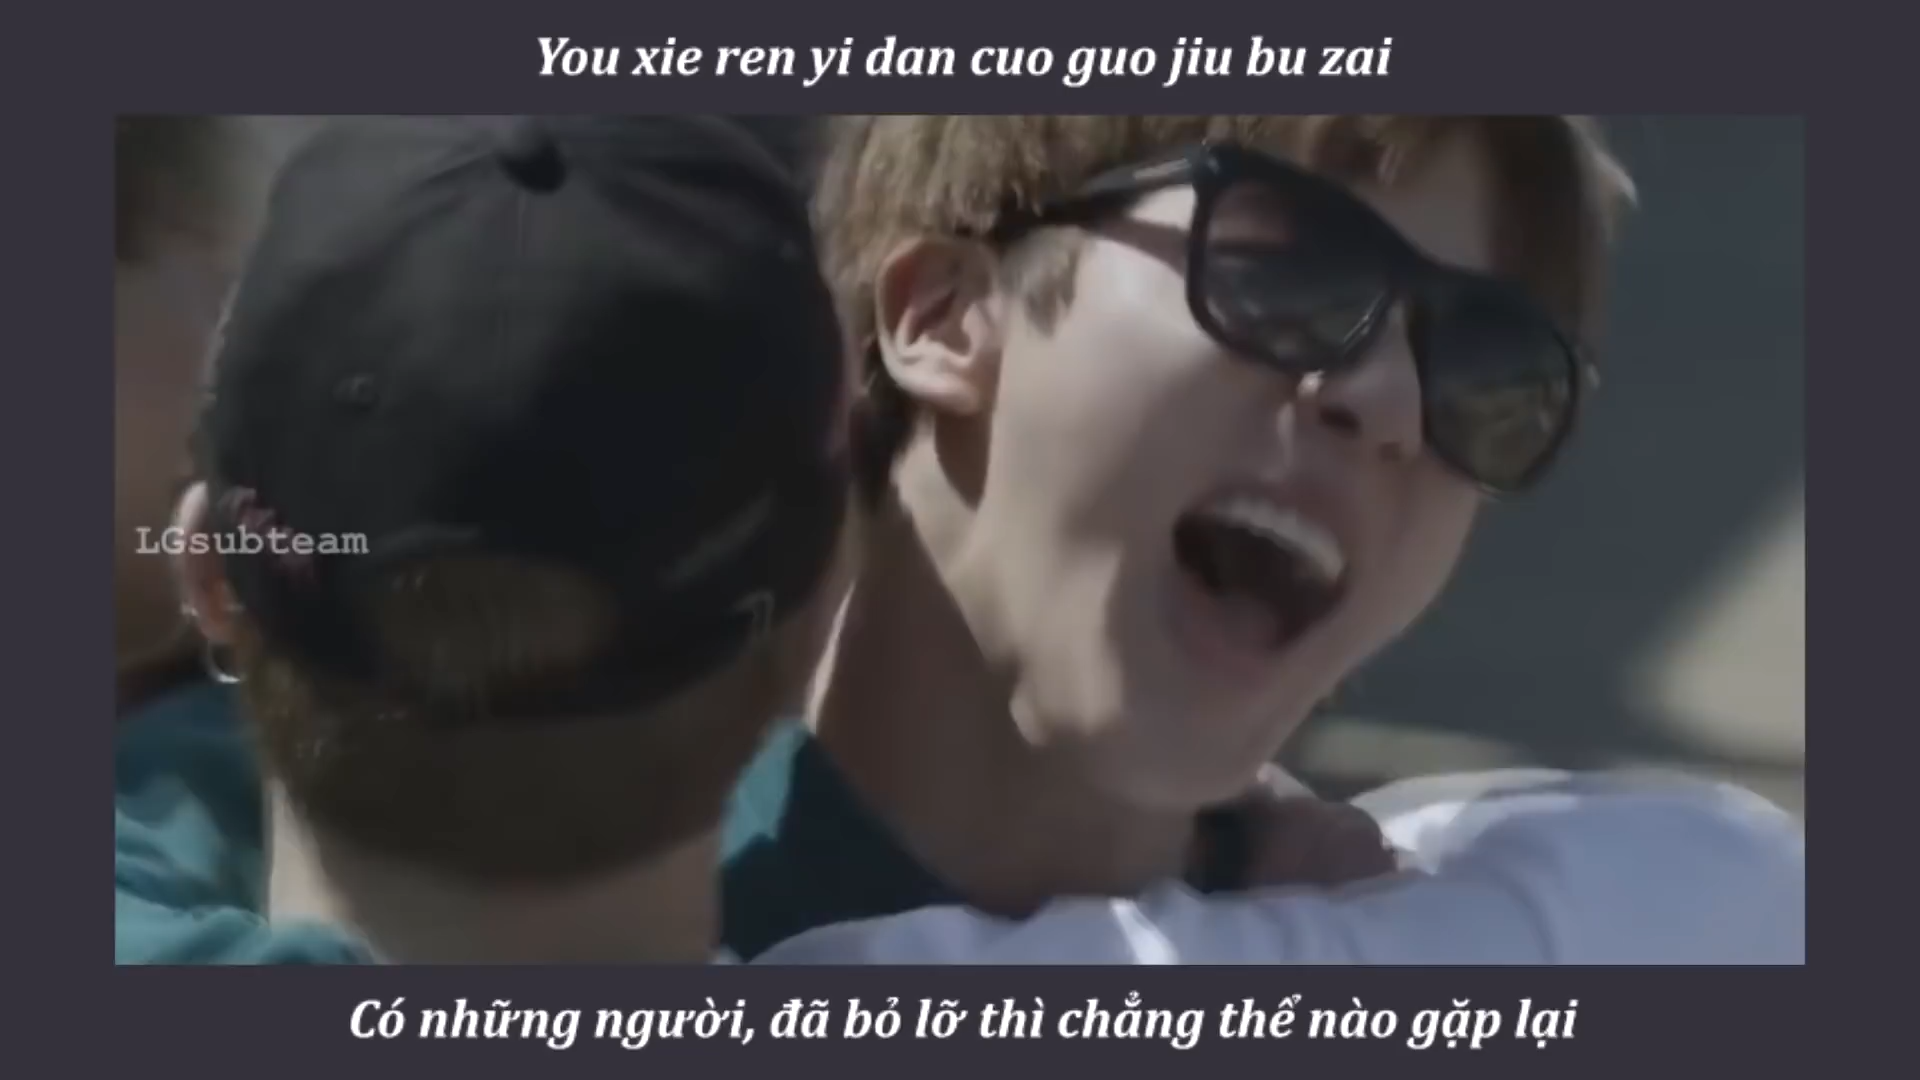 You xie ren yi dan cuo guo jiu bu zai
LGsubteam
Có những người, đã bỏ lỡ thì chẳng thể nào gặp lại